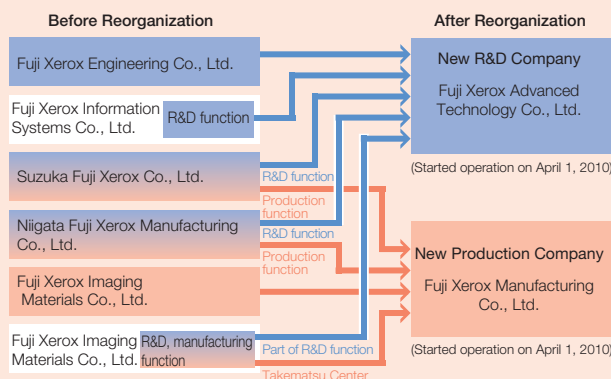 Before Reorganization
Fuji Xerox Engineering Co., Ltd.
Fuji Xerox Information
Systems Co., Ltd.
R&D function
Suzuka Fuji Xerox Co., Ltd.
R&D function
Production
function
Niigata Fuji Xerox Manufacturing
Co., Ltd.
R&D function
Production
function
Fuji Xerox Imaging
Materials Co., Ltd.
Fuji Xerox Imaging
Materials Co., Ltd.
R&D, manufacturing
function
Part of R&D function
Takematsu Center
After Reorganization
New R&D Company
Fuji Xerox Advanced
Technology Co., Ltd.
(Started operation on April 1, 2010)
New Production Company
Fuji Xerox Manufacturing
Co., Ltd.
(Started operation on April 1, 2010)